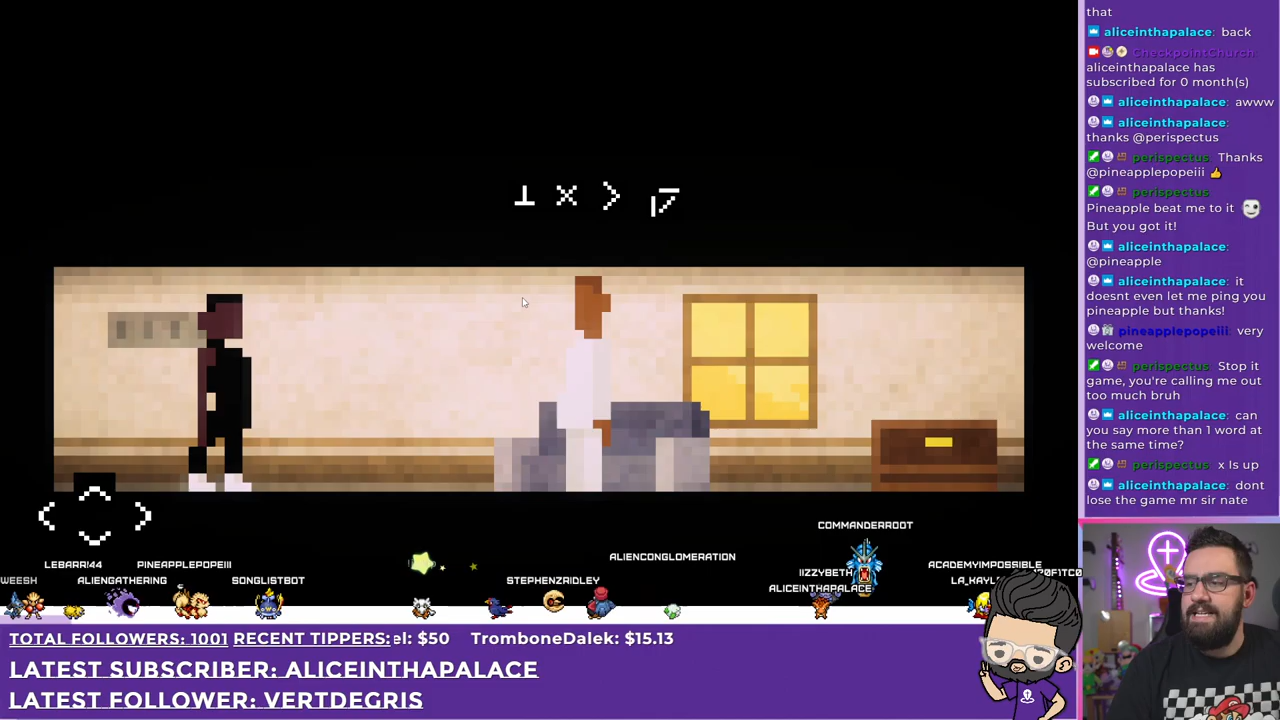 that
aliceinthapalace: back
CheckpointChurch:
aliceinthapalace has
subscribed for 0 month(s)
aliceinthapalace: awww
aliceinthapalace:
thanks @perispectus
perispectus: Thanks
@pineapplepopeiii 👍
perispectus:
Pineapple beat me to it
But you got it!
aliceinthapalace:
@pineapple
aliceinthapalace: it
doesnt even let me ping you
pineapple but thanks!
pineapplepopeiii: very
welcome
perispectus: Stop it
game, you're calling me out
too much bruh
aliceinthapalace: can
you say more than 1 word at
the same time?
perispectus: x Is up
aliceinthapalace: dont
lose the game mr sir nate
COMMANDERROOT
LEBARR!44 PINEAPPLEPOPEIII ALIENCONGLOMERATION ACADEMYIMPOSSIBLE
WEESH ALIENGATHERING SONGLISTBOT STEPHENZRIDLEY IIZZYBETH
ALICEINTHAPALACE
TOTAL FOLLOWERS: 1001 RECENT TIPPERS: el: $50 TromboneDalek: $15.13
LATEST SUBSCRIBER: ALICEINTHAPALACE
LATEST FOLLOWER: VERTDEGRIS